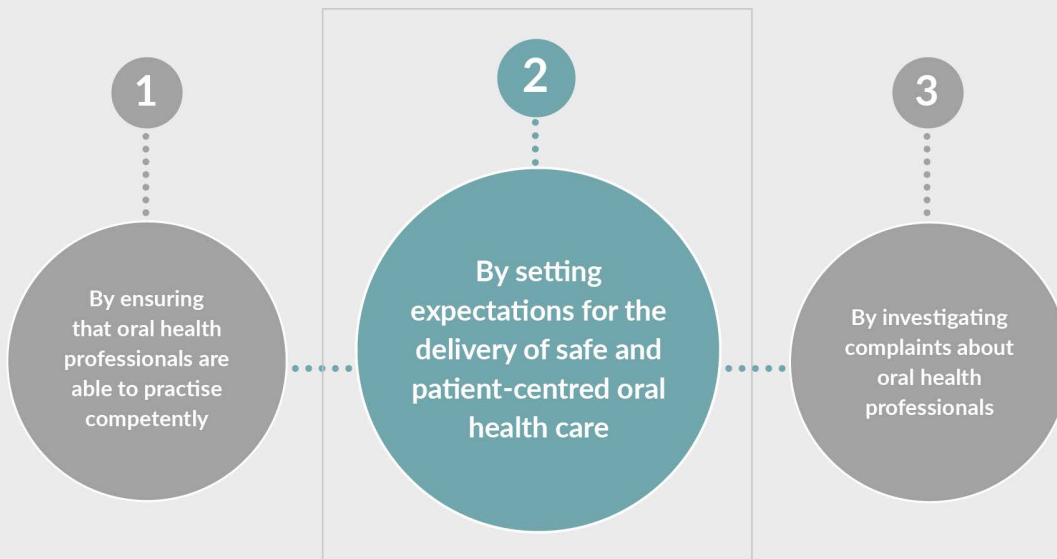 1
By ensuring
that oral health
professionals are
able to practise
competently
2
By setting
expectations for the
delivery of safe and
patient-centred oral
health care
3
By investigating
complaints about
oral health
professionals